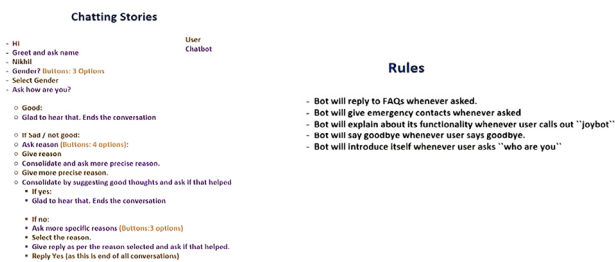 Chatting Stories
User
Chatbot
- Hi
- Greet and ask name
- Nikhil
- Gender? Buttons: 3 Options
- Select Gender
- Ask how are you?
○ Good:
○ Glad to hear that. Ends the conversation
○ If Sad / not good:
○ Ask reason (Buttons: 4 options):
○ Give reason
○ Consolidate and ask more precise reason.
○ Give more precise reason.
○ Consolidate by suggesting good thoughts and ask if that helped
▪ If yes:
▪ Glad to hear that. Ends the conversation
▪ If no:
▪ Ask more specific reasons (Buttons:3 options)
▪ Select the reason.
▪ Give reply as per the reason selected and ask if that helped.
▪ Reply Yes (as this is end of all conversations)
Rules
- Bot will reply to FAQs whenever asked.
- Bot will give emergency contacts whenever asked
- Bot will explain about its functionality whenever user calls out ``joybot``
- Bot will say goodbye whenever user says goodbye.
- Bot will introduce itself whenever user asks ``who are you``